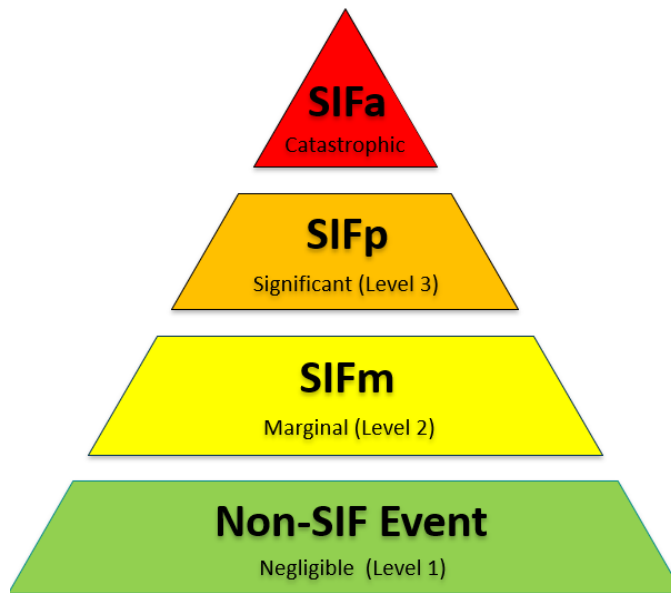 SIFa
Catastrophic
SIFp
Significant (Level 3)
SIFm
Marginal (Level 2)
Non-SIF Event
Negligible (Level 1)